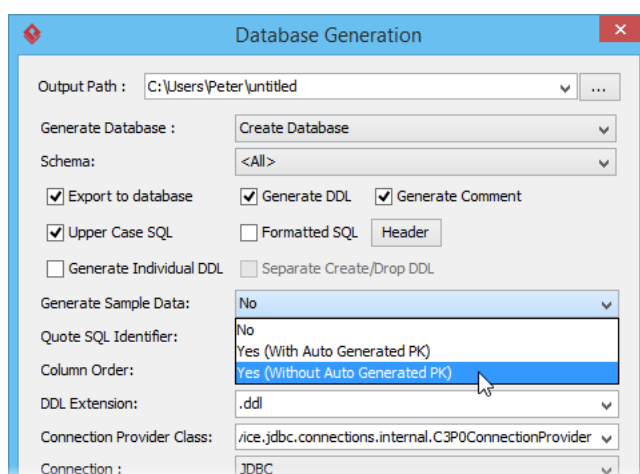 Database Generation
Output Path : C:\Users\Peter\untitled ...
Generate Database : Create Database
Schema: <All>
Export to database Generate DDL Generate Comment
Upper Case SQL Formatted SQL Header
Generate Individual DDL Separate Create/Drop DDL
Generate Sample Data: No
No
Quote SQL Identifier:
Yes (With Auto Generated PK)
Column Order: Yes (Without Auto Generated PK)
DDL Extension: .ddl
Connection Provider Class: vice.jdbc.connections.internal.C3P0ConnectionProvider
Connection : JDBC